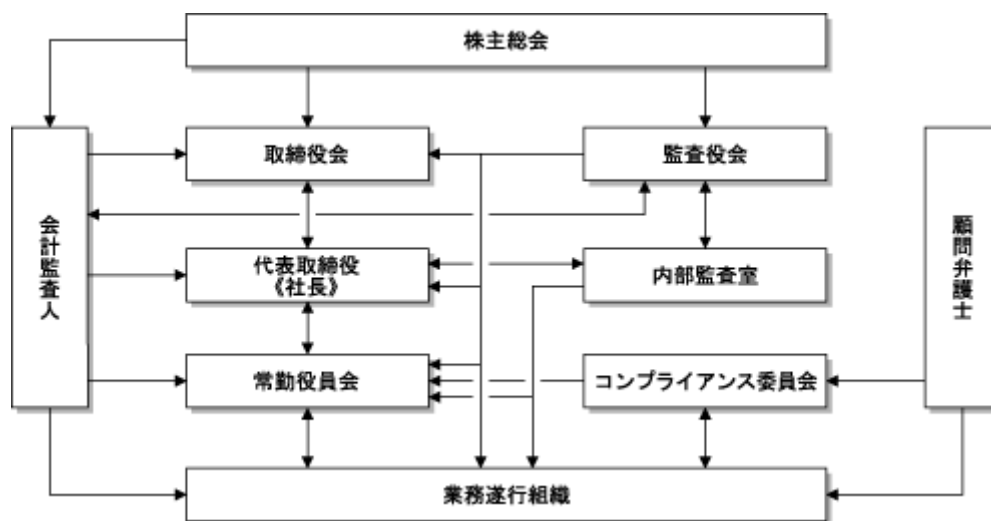 株主総会
取締役会
監査役会
会計監査人
顧問弁護士
代表取締役
《社長》
内部監査室
常勤役員会
コンプライアンス委員会
業務遂行組織